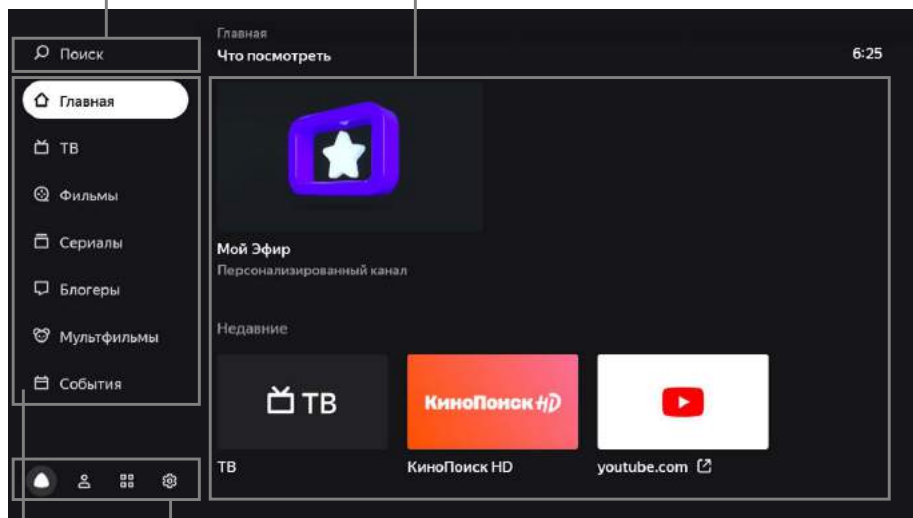 Поиск
Главная
Что посмотреть
6:25
Главная
ТВ
Фильмы
Сериалы
Блогеры
Мультфильмы
События
Мой Эфир
Персонализированный канал
Недавние
ТВ
КиноПоиск HD
ТВ
КиноПоиск HD
youtube.com